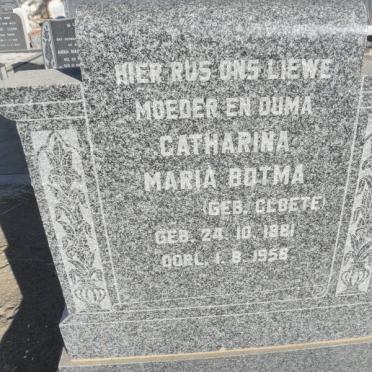 HIER RUS ONS LIEWE
MOEDER EN OUMA
CATHARINA
MARIA BOTMA
(GEB. CLOETE)
GEB. 24. 10. 1881
OORL. 1. 8. 1958